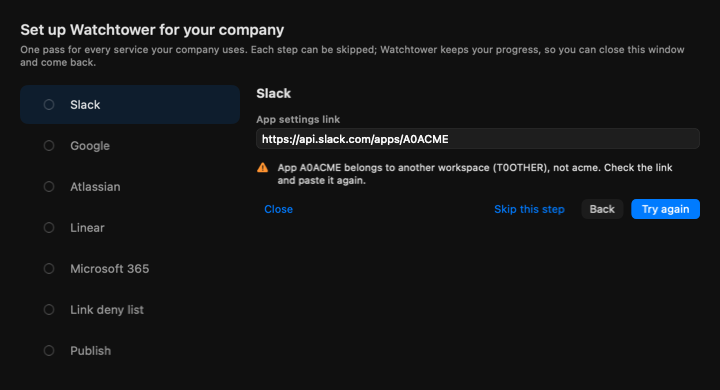 Set up Watchtower for your company
One pass for every service your company uses. Each step can be skipped; Watchtower keeps your progress, so you can close this window
and come back.
Slack
Google
Atlassian
Linear
Microsoft 365
Link deny list
Publish
Slack
App settings link
https://api.slack.com/apps/A0ACME
App A0ACME belongs to another workspace (T0OTHER), not acme. Check the link
and paste it again.
Close
Skip this step
Back
Try again